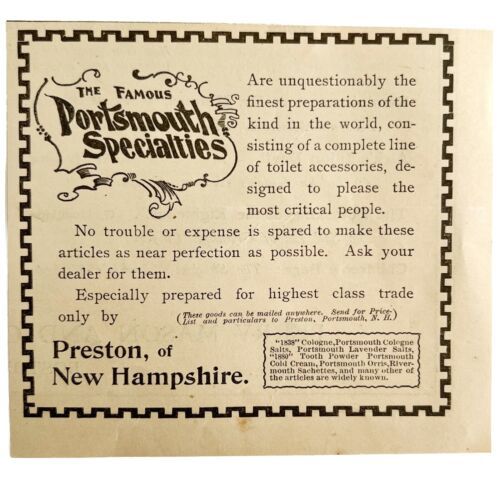 THE FAMOUS
Portsmouth
Specialties
Are unquestionably the
finest preparations of the
kind in the world, con-
sisting of a complete line
of toilet accessories, de-
signed to please the
most critical people.
No trouble or expense is spared to make these
articles as near perfection as possible. Ask your
dealer for them.
Especially prepared for highest class trade
only by
(These goods can be mailed anywhere. Send for Price-
List and particulars to Preston, Portsmouth, N. H.)
Preston, of
New Hampshire.
"1838" Cologne, Portsmouth Cologne
Salts, Portsmouth Lavender Salts,
"1880" Tooth Powder Portsmouth
Cold Cream, Portsmouth Orris, River-
mouth Sachettes, and many other of
the articles are widely known.